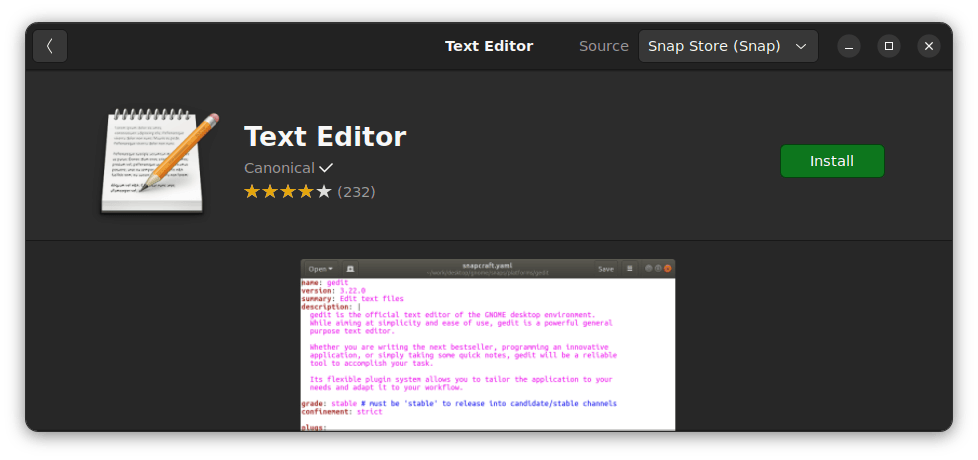 Text Editor
Source
Snap Store (Snap)
Text Editor
Canonical
(232)
Install
Open
snapcraft.yaml
Save
name: gedit
version: 3.22.0
summary: Edit text files
description: |
gedit is the official text editor of the GNOME desktop environment.
While aiming at simplicity and ease of use, gedit is a powerful general
purpose text editor.
Whether you are writing the next bestseller, programming an innovative
application, or simply taking some quick notes, gedit will be a reliable
tool to accomplish your task.
Its flexible plugin system allows you to tailor the application to your
needs and adapt it to your workflow.
grade: stable # must be 'stable' to release into candidate/stable channels
confinement: strict
plugs: